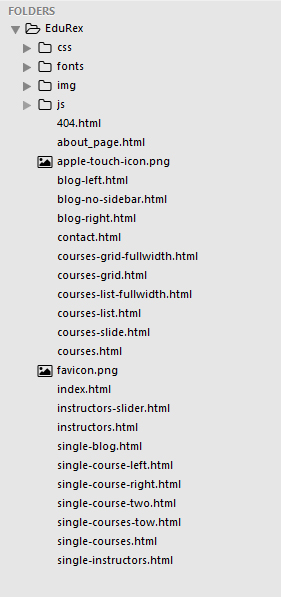 FOLDERS
EduRex
css
fonts
img
js
404.html
about_page.html
apple-touch-icon.png
blog-left.html
blog-no-sidebar.html
blog-right.html
contact.html
courses-grid-fullwidth.html
courses-grid.html
courses-list-fullwidth.html
courses-list.html
courses-slide.html
courses.html
favicon.png
index.html
instructors-slider.html
instructors.html
single-blog.html
single-course-left.html
single-course-right.html
single-course-two.html
single-courses-tow.html
single-courses.html
single-instructors.html